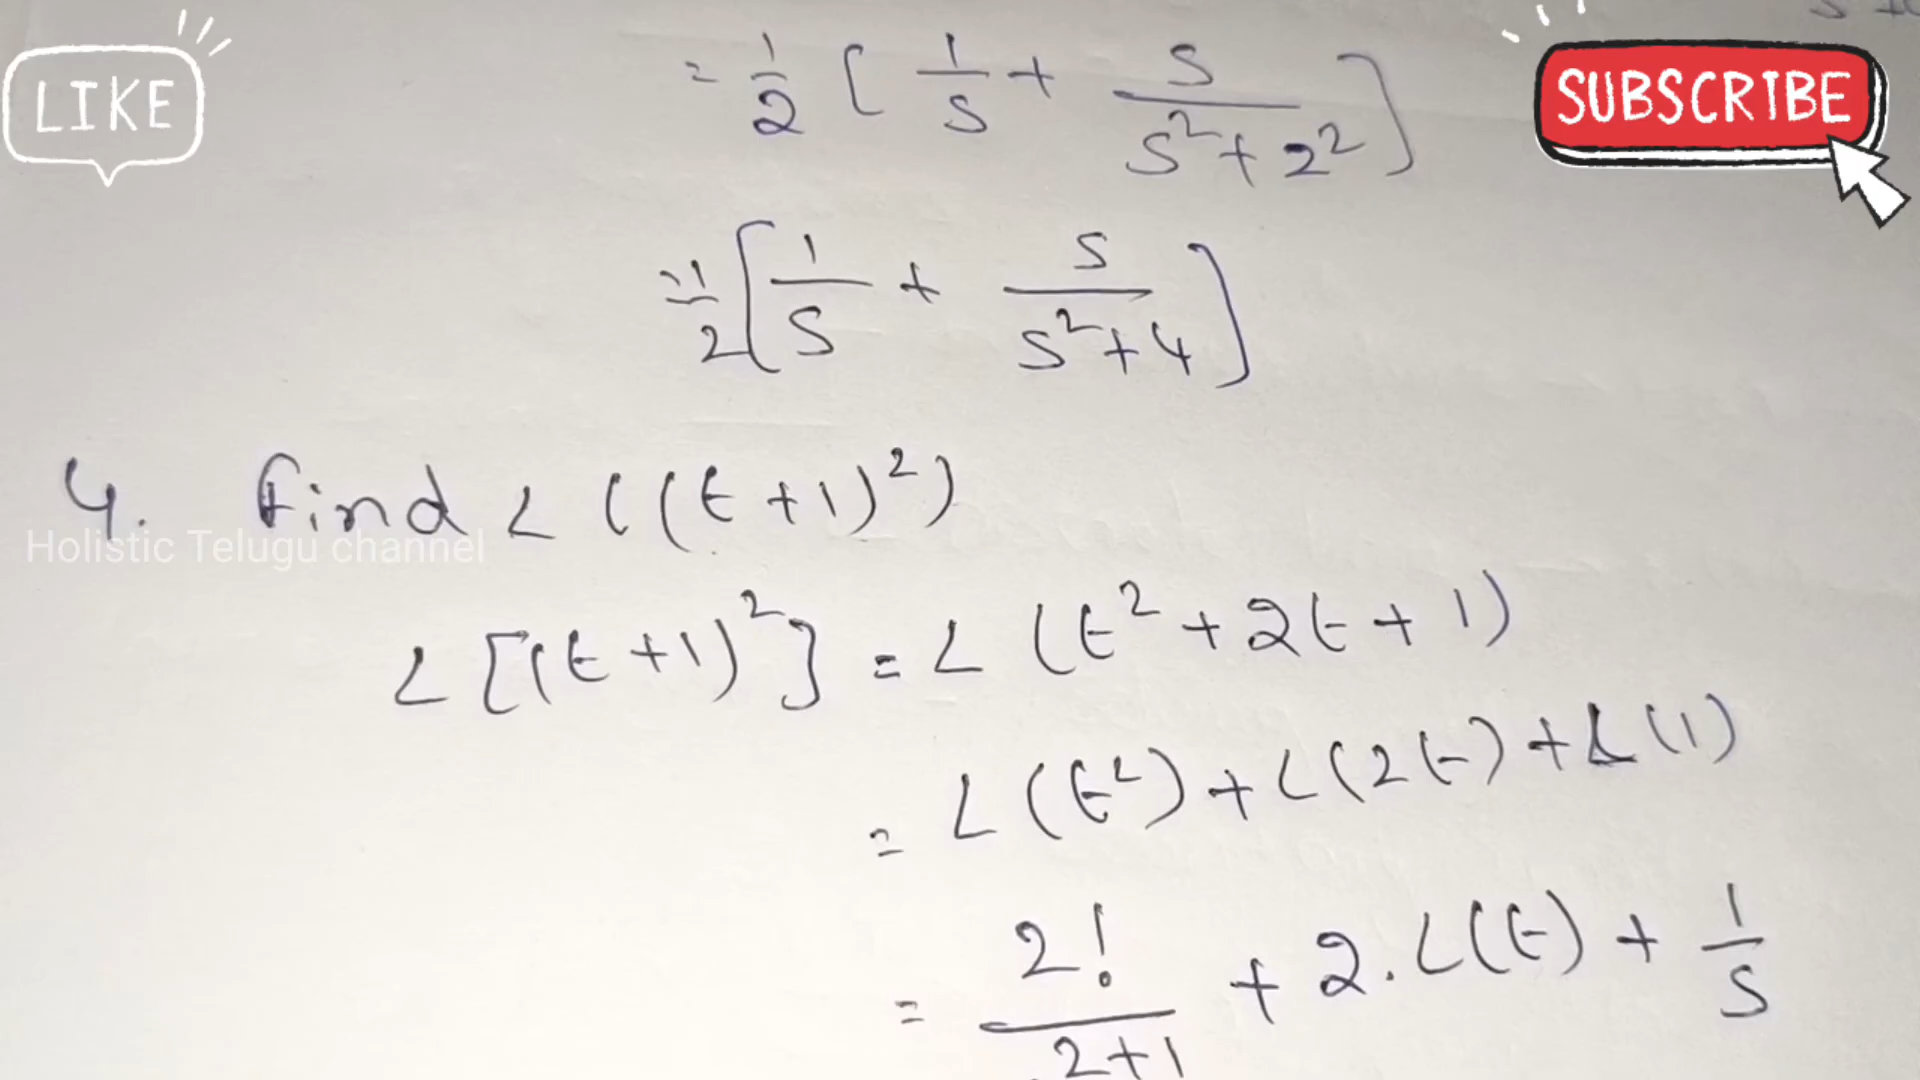 LIKE
SUBSCRIBE
= 1/2 [ 1/s + s/(s²+2²) ]
= 1/2 [ 1/s + s/(s²+4) ]
4. Find L((t+1)²)
Holistic Telugu channel
L[(t+1)²] = L(t²+2t+1)
= L(t²)+L(2t)+L(1)
= 2!/2+1 + 2.L(t) + 1/s